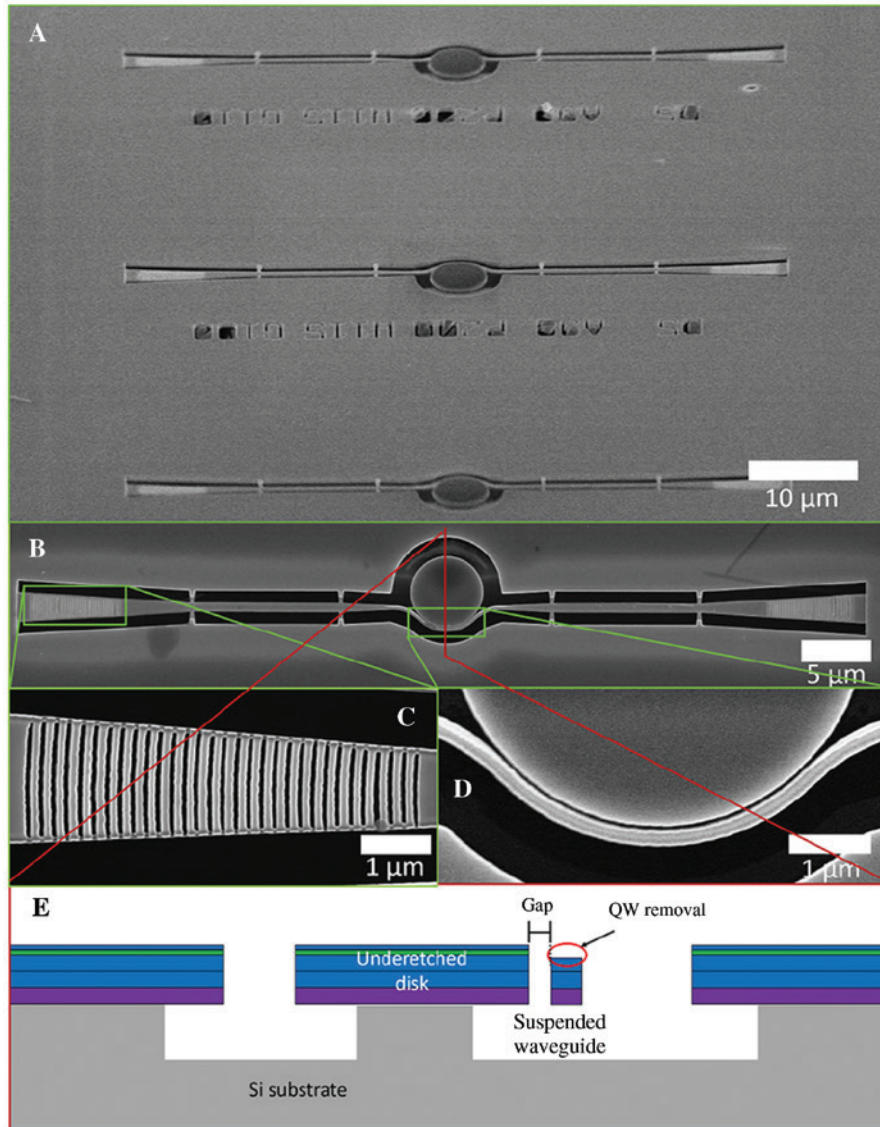 A
10 µm
B
5 µm
C
1 µm
D
1 µm
E
Gap
QW removal
Underetched
disk
Suspended
waveguide
Si substrate